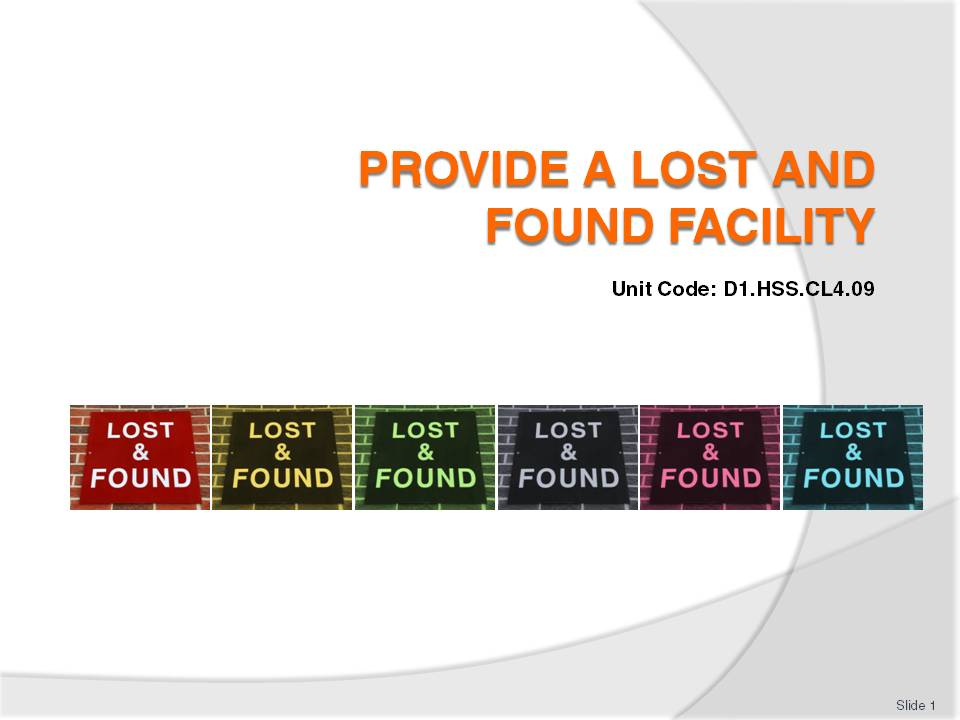 PROVIDE A LOST AND
FOUND FACILITY
Unit Code: D1.HSS.CL4.09
LOST
&
FOUND
LOST
&
FOUND
LOST
&
FOUND
LOST
&
FOUND
LOST
&
FOUND
LOST
&
FOUND
Slide 1